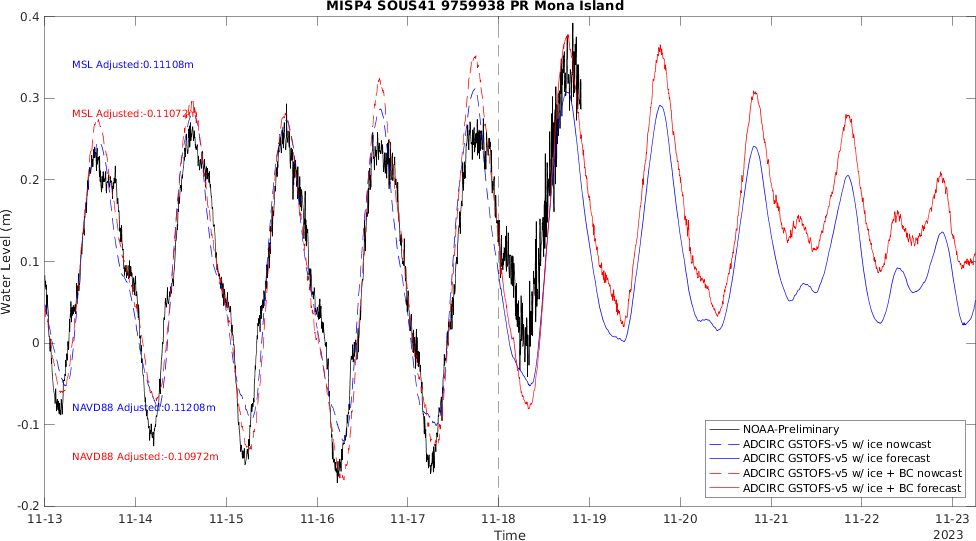 MISP4 SOUS41 9759938 PR Mona Island
0.4
0.3
0.2
0.1
0
-0.1
-0.2
Water Level (m)
MSL Adjusted:0.11108m
MSL Adjusted:-0.11072m
NAVD88 Adjusted:0.11208m
NAVD88 Adjusted:-0.10972m
NOAA-Preliminary
ADCIRC GSTOFS-v5 w/ ice nowcast
ADCIRC GSTOFS-v5 w/ ice forecast
ADCIRC GSTOFS-v5 w/ ice + BC nowcast
ADCIRC GSTOFS-v5 w/ ice + BC forecast
11-13 11-14 11-15 11-16 11-17 11-18 11-19 11-20 11-21 11-22 11-23
Time
2023